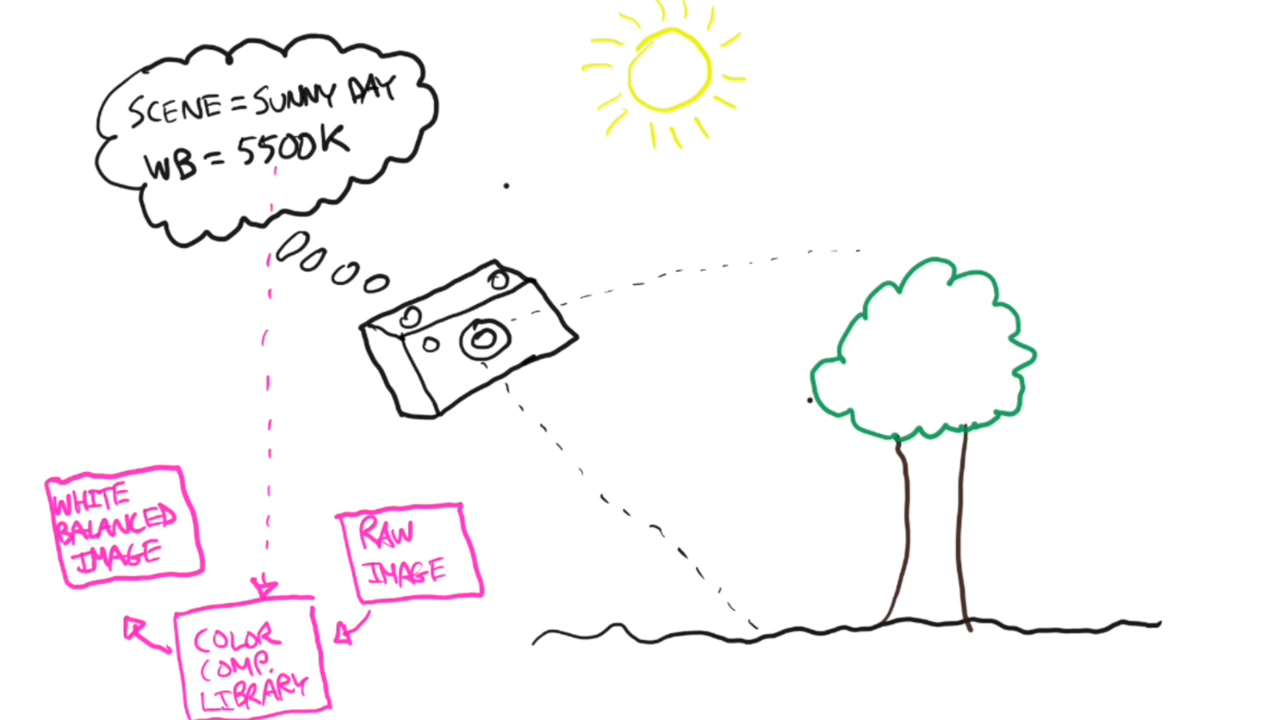 SCENE = SUNNY DAY
WB = 5500K
WHITE
BALANCED
IMAGE
RAW
IMAGE
COLOR
COMP.
LIBRARY